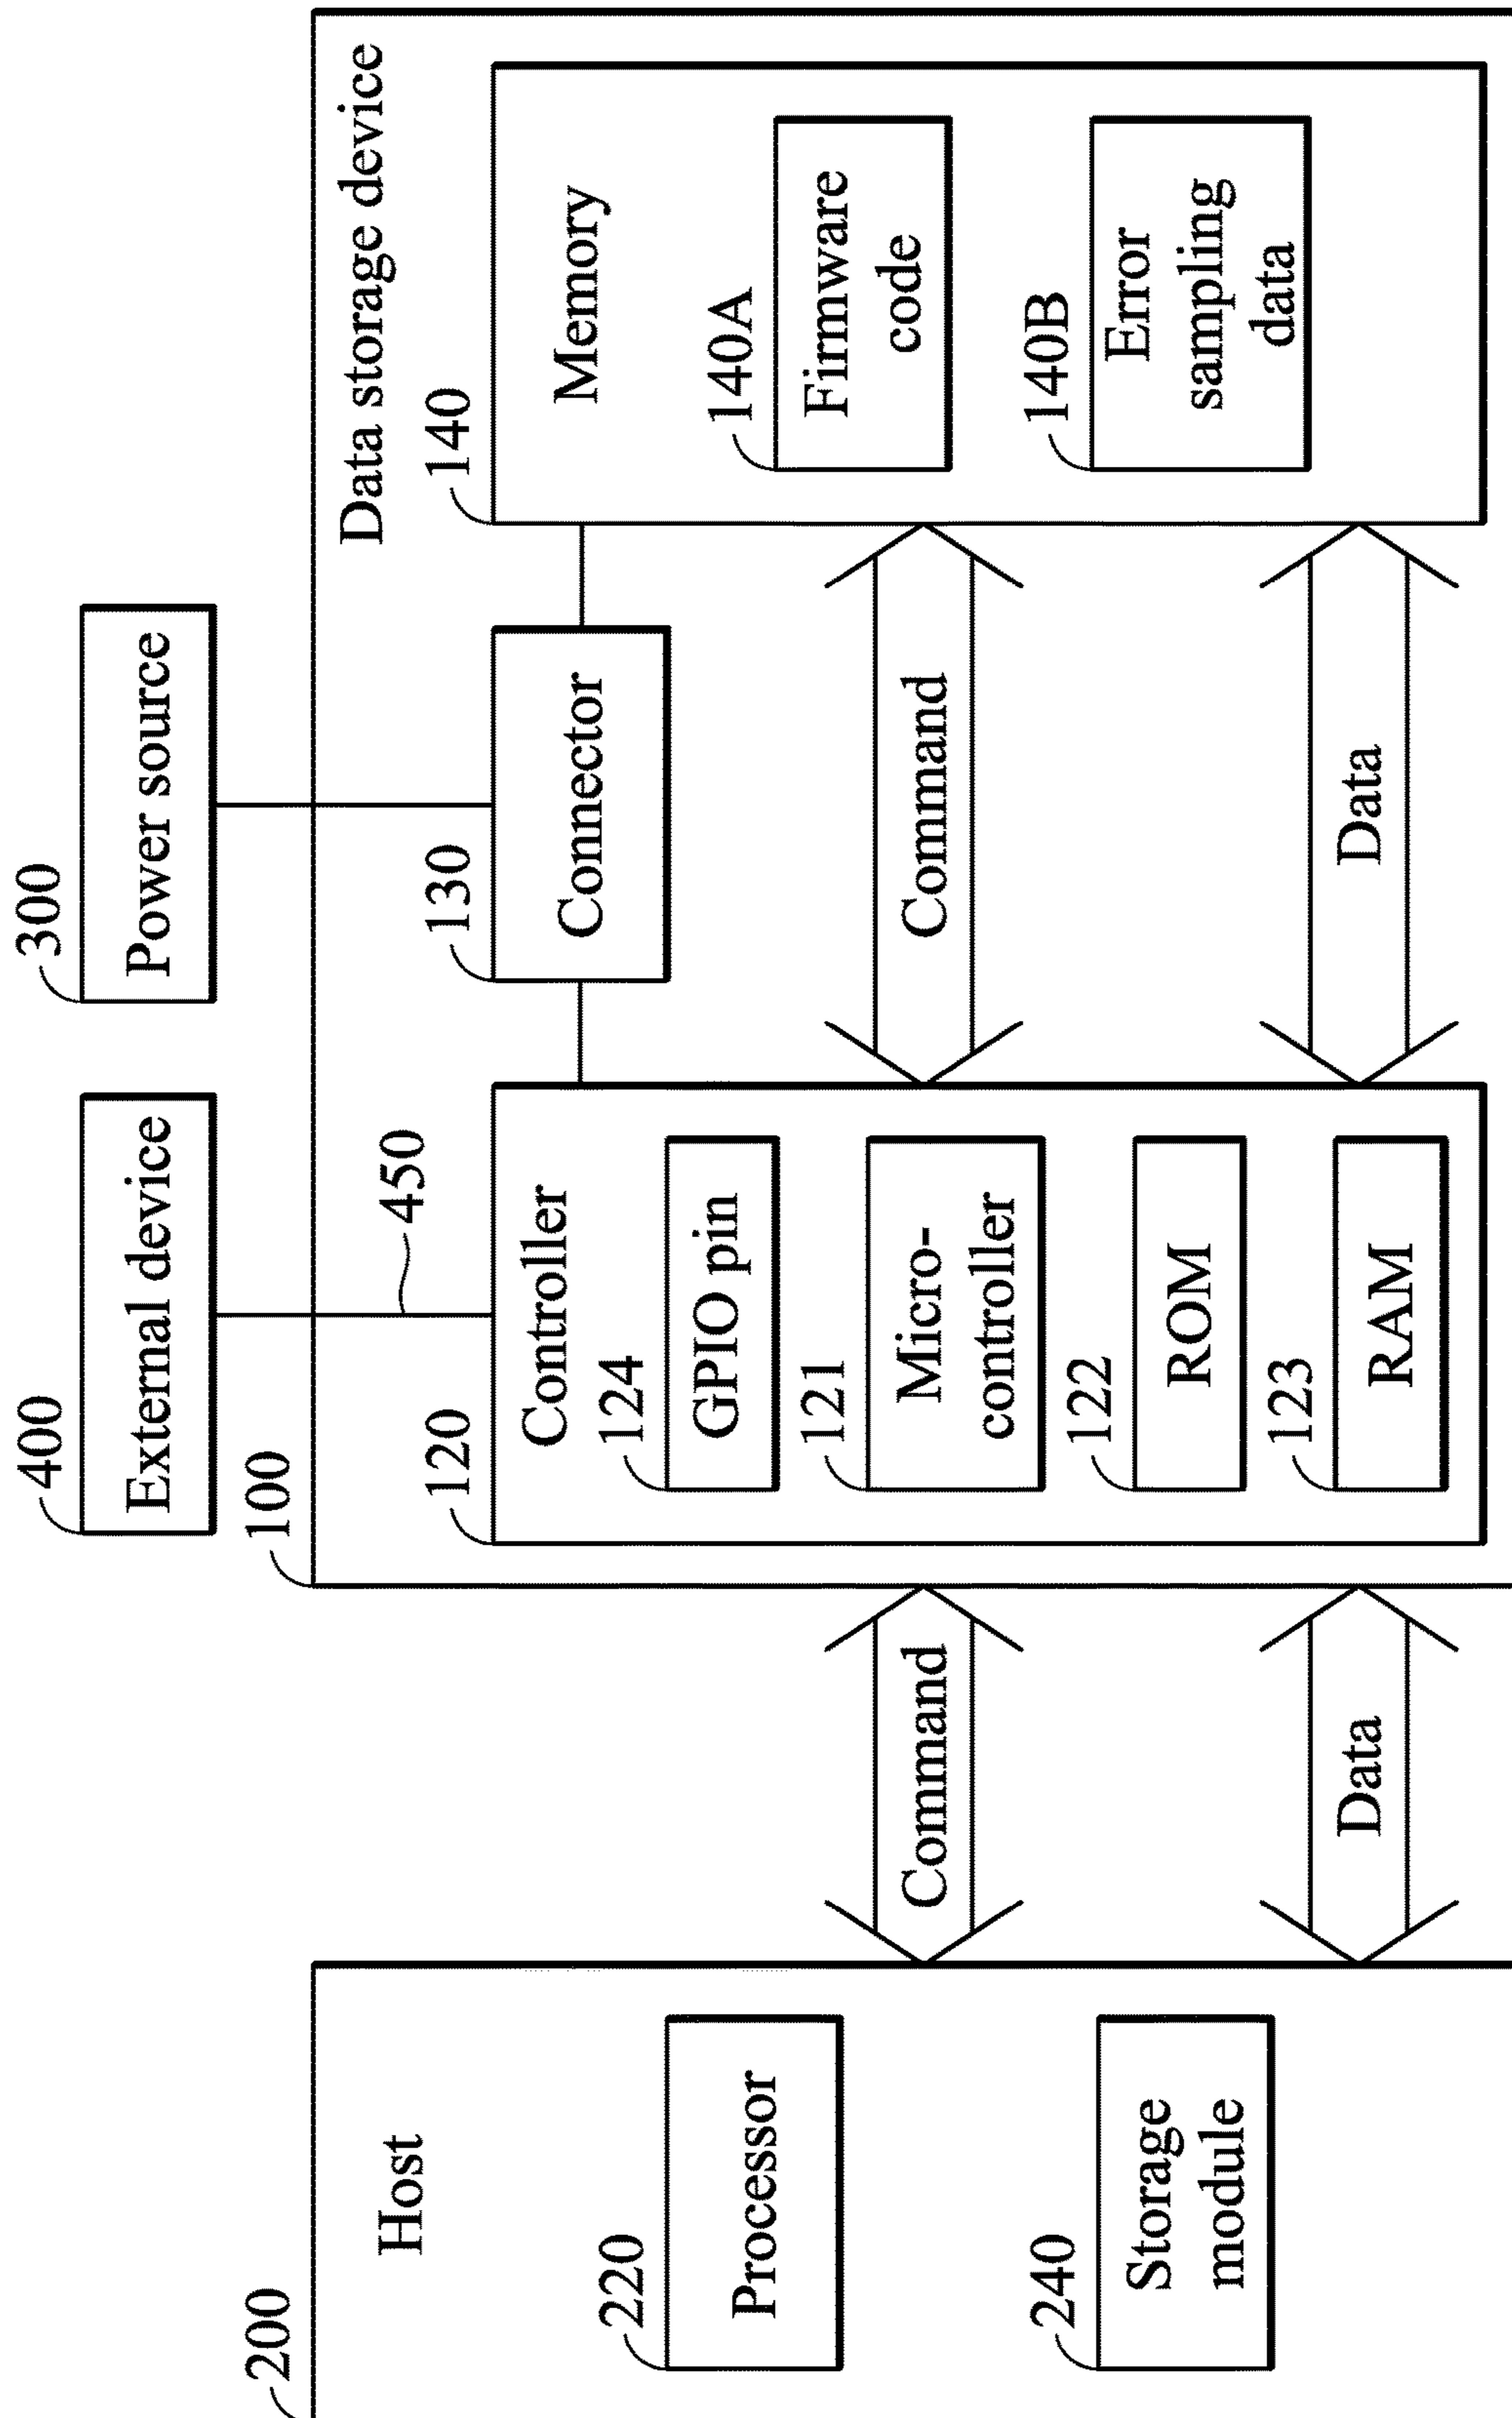 400
External device
300
Power source
200
Host
220
Processor
240
Storage
module
Command
Data
100
Data storage device
450
120
Controller
124
GPIO pin
121
Micro-
controller
122
ROM
123
RAM
130
Connector
Command
Data
140
Memory
140A
Firmware
code
140B
Error
sampling
data